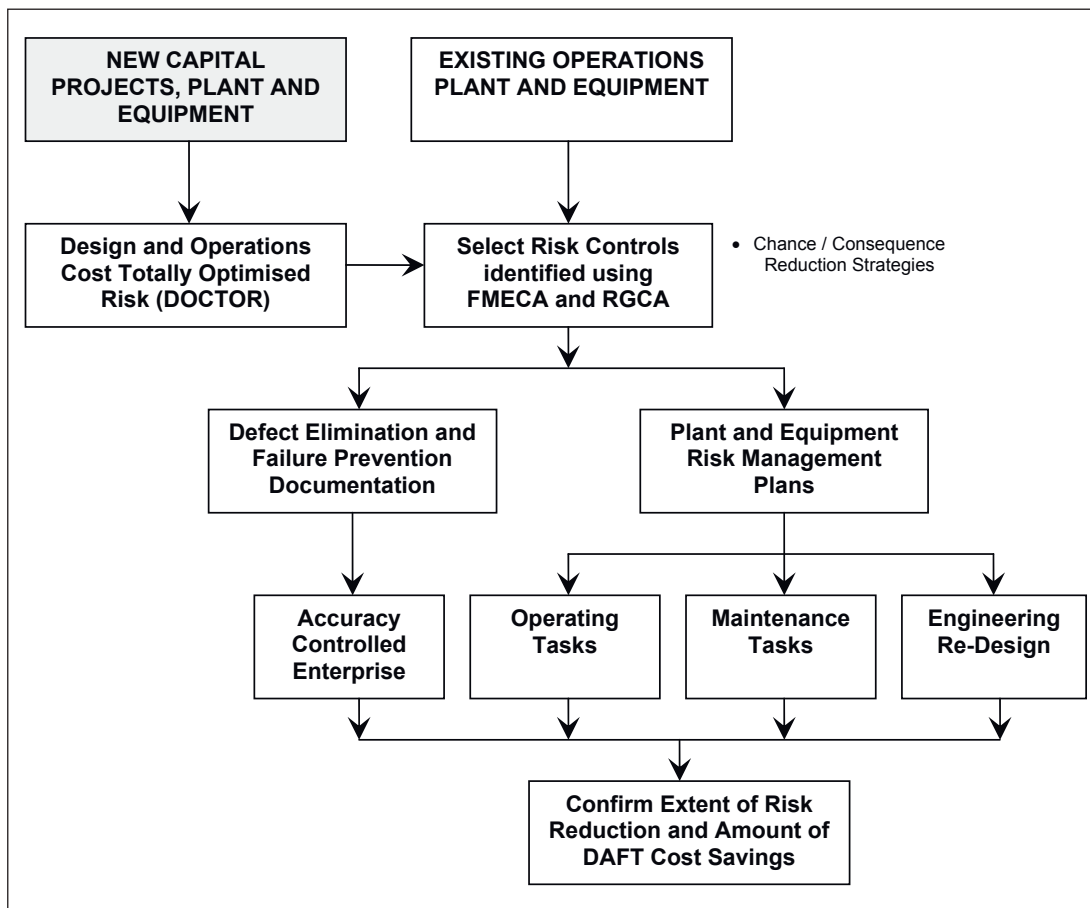 NEW CAPITAL
PROJECTS, PLANT AND
EQUIPMENT
EXISTING OPERATIONS
PLANT AND EQUIPMENT
Design and Operations
Cost Totally Optimised
Risk (DOCTOR)
Select Risk Controls
identified using
FMECA and RGCA
• Chance / Consequence
Reduction Strategies
Defect Elimination and
Failure Prevention
Documentation
Plant and Equipment
Risk Management
Plans
Accuracy
Controlled
Enterprise
Operating
Tasks
Maintenance
Tasks
Engineering
Re-Design
Confirm Extent of Risk
Reduction and Amount of
DAFT Cost Savings